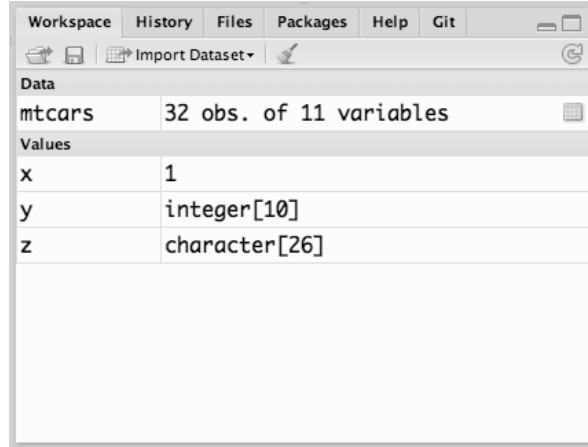 Workspace History Files Packages Help Git
Import Dataset
Data
mtcars 32 obs. of 11 variables
Values
x 1
y integer[10]
z character[26]